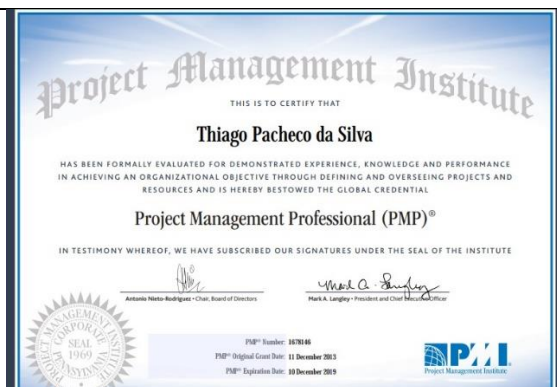 Project Management Institute
THIS IS TO CERTIFY THAT
Thiago Pacheco da Silva
HAS BEEN FORMALLY EVALUATED FOR DEMONSTRATED EXPERIENCE, KNOWLEDGE AND PERFORMANCE
IN ACHIEVING AN ORGANIZATIONAL OBJECTIVE THROUGH DEFINING AND OVERSEEING PROJECTS AND
RESOURCES AND IS HEREBY BESTOWED THE GLOBAL CREDENTIAL
Project Management Professional (PMP)®
IN TESTIMONY WHEREOF, WE HAVE SUBSCRIBED OUR SIGNATURES UNDER THE SEAL OF THE INSTITUTE
Mark A. Langley
Antonio Nieto-Rodriguez • Chair, Board of Directors
Mark A. Langley • President and Chief Executive Officer
MANAGEMENT
CORPORATE
SEAL
1969
PENNSYLVANIA
PMP® Number: 1678146
PMP® Original Grant Date: 11 December 2013
PMP® Expiration Date: 10 December 2019
PMI
Project Management Institute